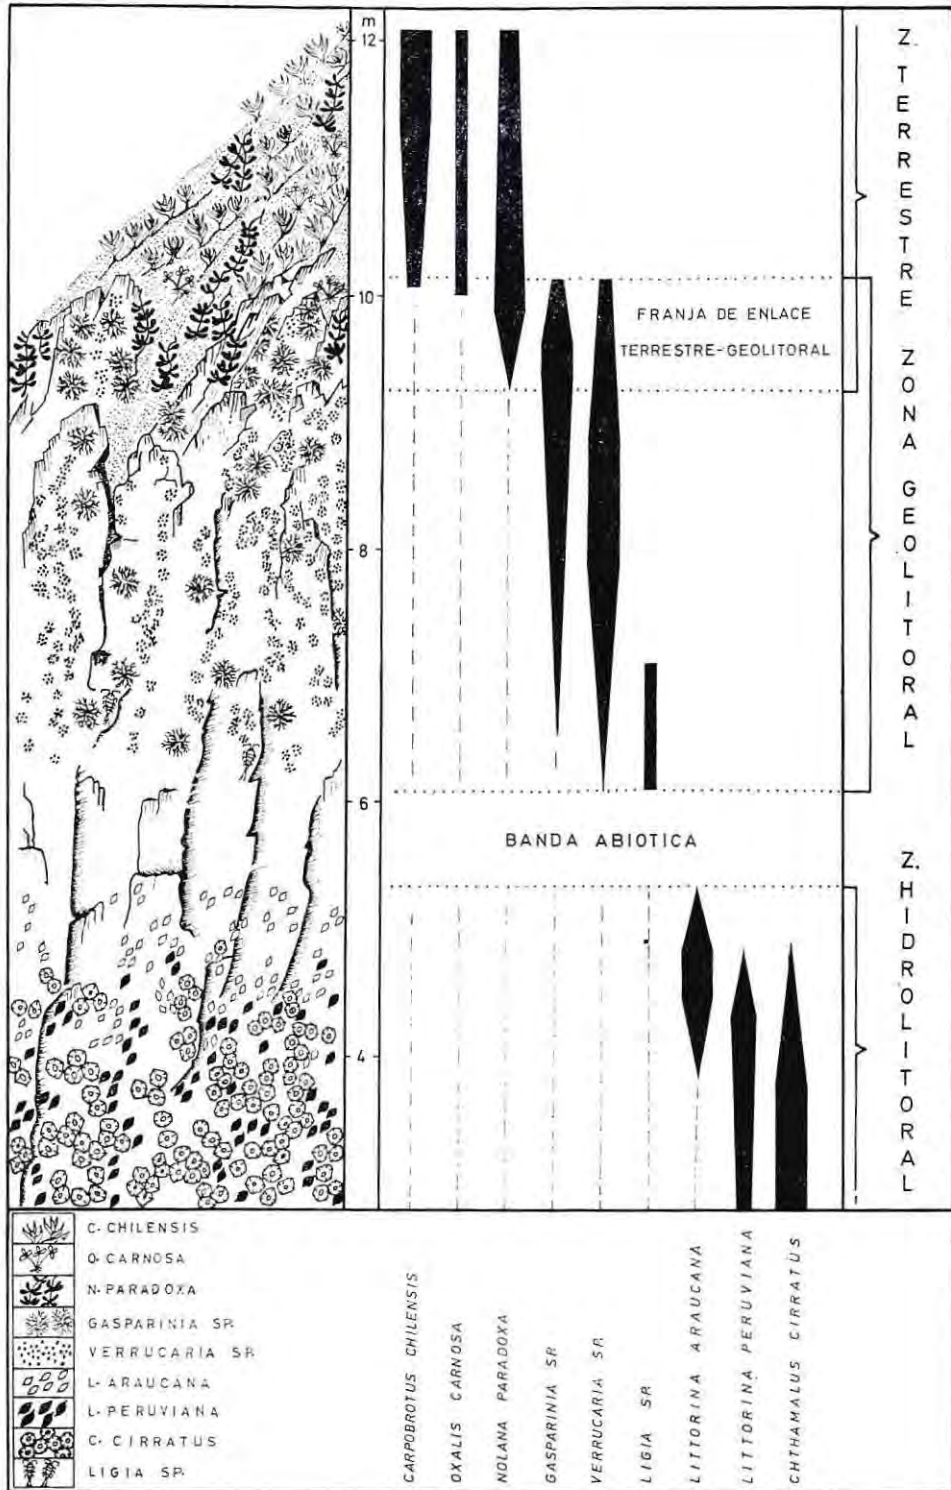 m
12
10
8
6
4
FRANJA DE ENLACE
TERRESTRE-GEOLITORAL
BANDA ABIOTICA
Z. TERRESTRE
ZONA GEOLITORAL
Z. HIDROLITORAL
C. CHILENSIS
O. CARNOSA
N. PARADOXA
GASPARINIA SP.
VERRUCARIA SP.
L. ARAUCANA
L. PERUVIANA
C. CIRRATUS
LIGIA SP.
CARPOBROTUS CHILENSIS
OXALIS CARNOSA
NOLANA PARADOXA
GASPARINIA SP.
VERRUCARIA SP.
LIGIA SP.
LITTORINA ARAUCANA
LITTORINA PERUVIANA
CHTHAMALUS CIRRATUS